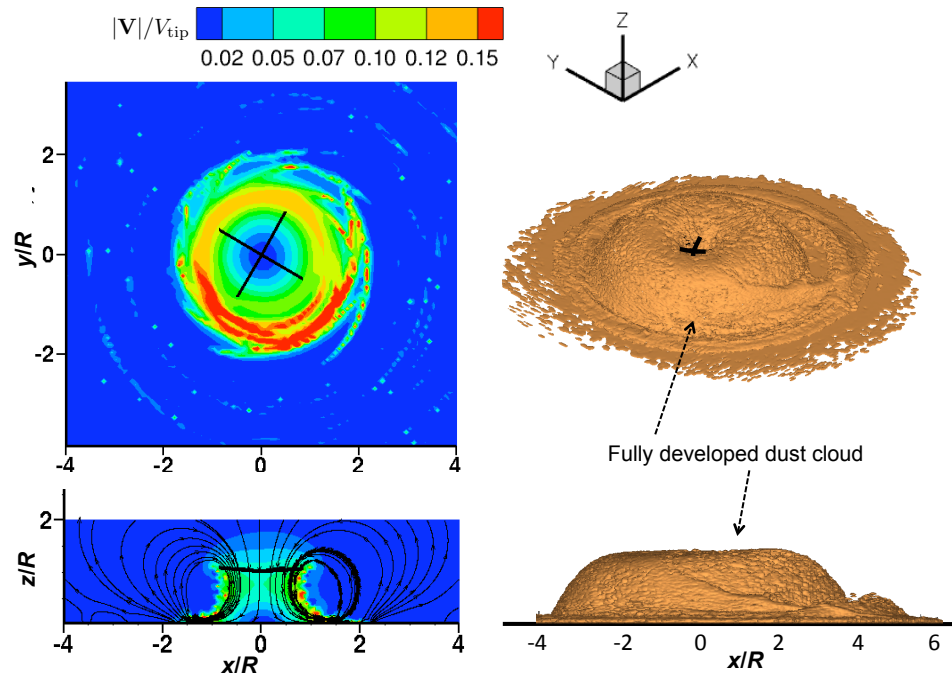 |V|/V_tip
0.02 0.05 0.07 0.10 0.12 0.15
Z
Y X
2
0
-2
y/R
-4 -2 0 2 4
Fully developed dust cloud
2
z/R
-4 -2 0 2 4
x/R
-4 -2 0 2 4 6
x/R